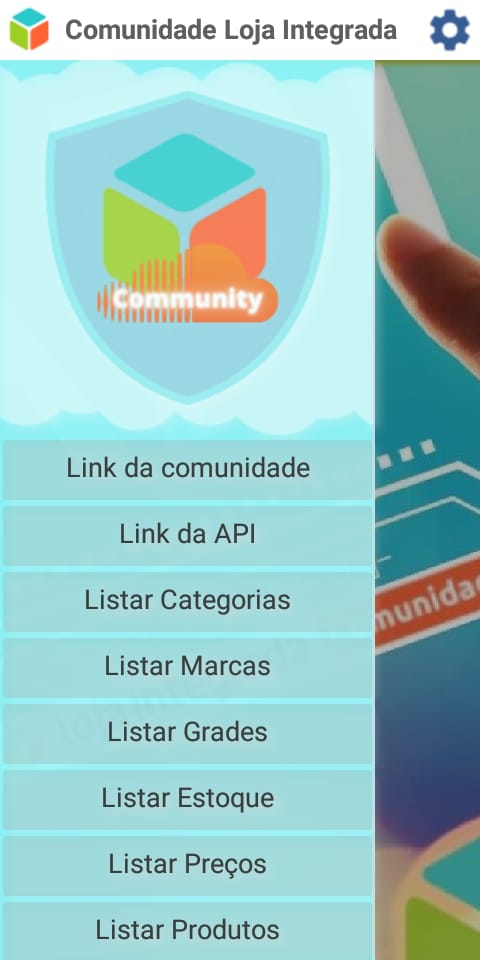 Comunidade Loja Integrada
Community
Link da comunidade
Link da API
Listar Categorias
Listar Marcas
Listar Grades
Listar Estoque
Listar Preços
Listar Produtos